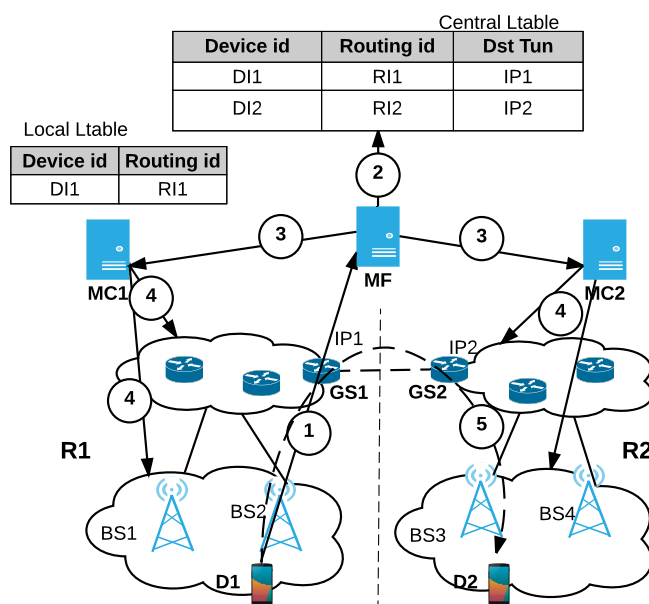 Central Ltable
Device id Routing id Dst Tun
DI1 RI1 IP1
DI2 RI2 IP2
Local Ltable
Device id Routing id
DI1 RI1
2
3
3
MC1
MF
MC2
4
4
IP1
IP2
GS1
GS2
4
1
5
R1
R2
BS1
BS2
BS3
BS4
D1
D2